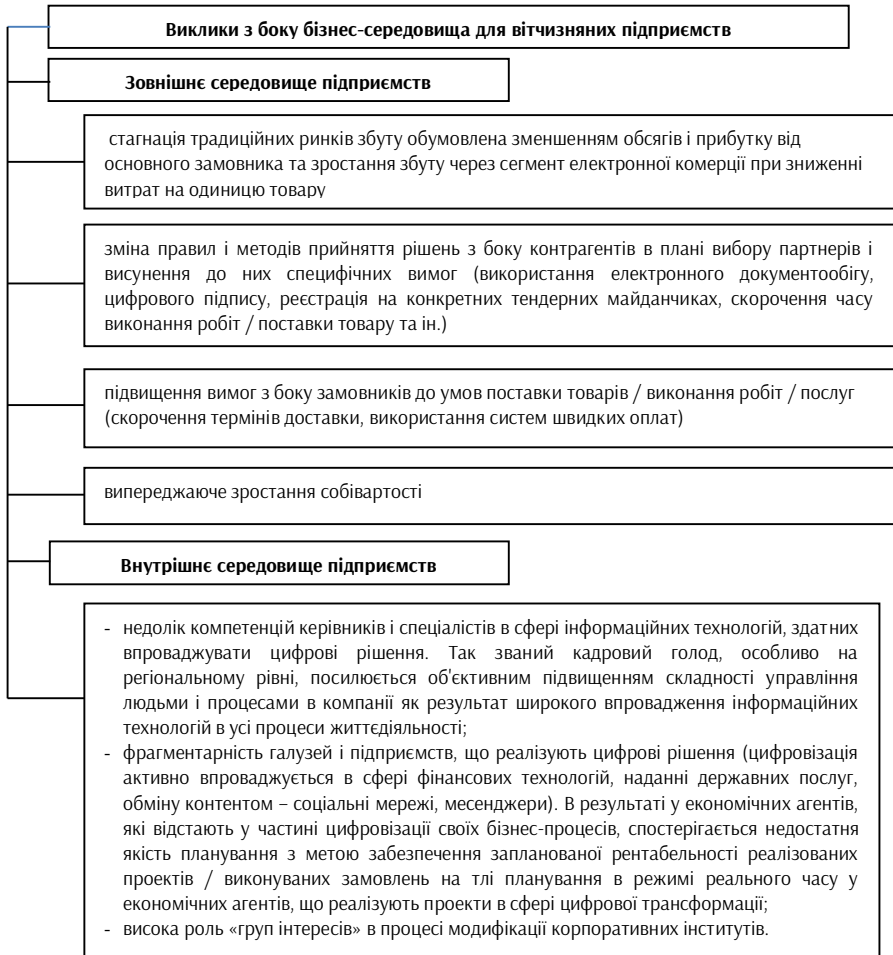 Виклики з боку бізнес-середовища для вітчизняних підприємств
Зовнішнє середовище підприємств
стагнація традиційних ринків збуту обумовлена зменшенням обсягів і прибутку від
основного замовника та зростання збуту через сегмент електронної комерції при зниженні
витрат на одиницю товару
зміна правил і методів прийняття рішень з боку контрагентів в плані вибору партнерів і
висунення до них специфічних вимог (використання електронного документообігу,
цифрового підпису, реєстрація на конкретних тендерних майданчиках, скорочення часу
виконання робіт / поставки товару та ін.)
підвищення вимог з боку замовників до умов поставки товарів / виконання робіт / послуг
(скорочення термінів доставки, використання систем швидких оплат)
випереджаюче зростання собівартості
Внутрішнє середовище підприємств
- недолік компетенцій керівників і спеціалістів в сфері інформаційних технологій, здатних
впроваджувати цифрові рішення. Так званий кадровий голод, особливо на
регіональному рівні, посилюється об'єктивним підвищенням складності управління
людьми і процесами в компанії як результат широкого впровадження інформаційних
технологій в усі процеси життєдіяльності;
- фрагментарність галузей і підприємств, що реалізують цифрові рішення (цифровізація
активно впроваджується в сфері фінансових технологій, наданні державних послуг,
обміну контентом – соціальні мережі, месенджери). В результаті у економічних агентів,
які відстають у частині цифровізації своїх бізнес-процесів, спостерігається недостатня
якість планування з метою забезпечення запланованої рентабельності реалізованих
проектів / виконуваних замовлень на тлі планування в режимі реального часу у
економічних агентів, що реалізують проекти в сфері цифрової трансформації;
- висока роль «груп інтересів» в процесі модифікації корпоративних інститутів.